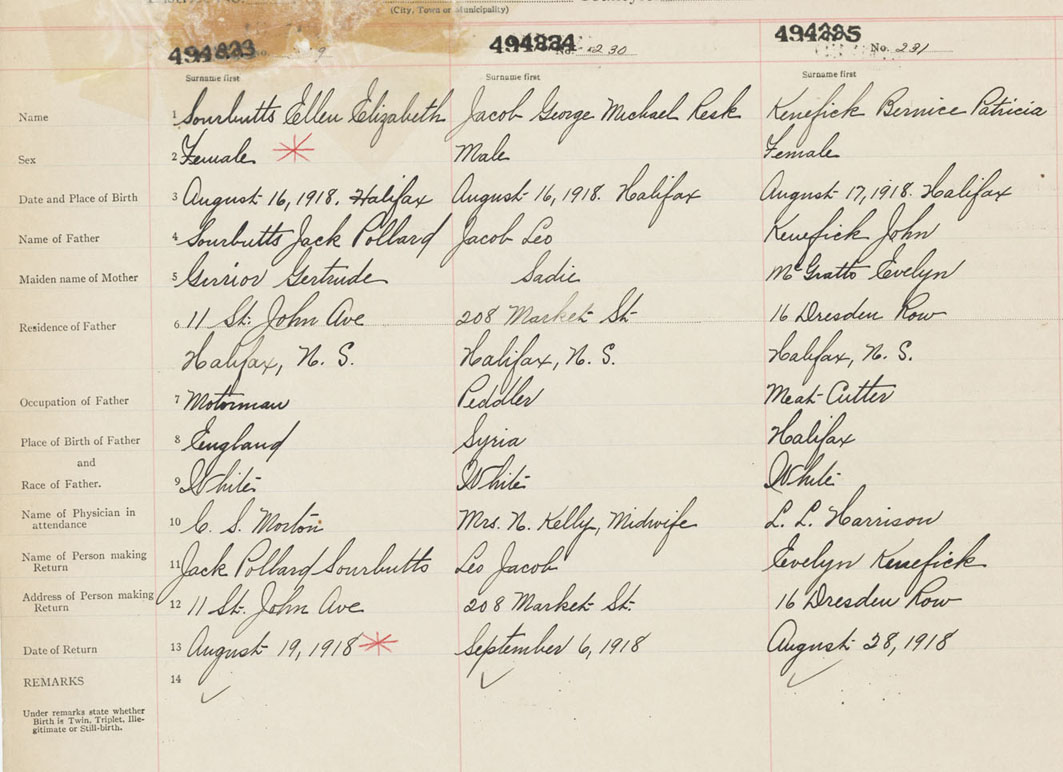 (City, Town or Municipality)
No. 9 No. 230 No. 231
Surname first Surname first Surname first
Name 1 Sourbutts Ellen Elizabeth Jacob George Michael Resk Kenefick Bernice Patricia
Sex 2 Female Male Female
Date and Place of Birth 3 August 16, 1918. Halifax August 16, 1918. Halifax August 17, 1918. Halifax
Name of Father 4 Sourbutts Jack Pollard Jacob Leo Kenefick John
Maiden name of Mother 5 Gerrior Gertrude Sadie McGratto Evelyn
Residence of Father 6 11 St. John Ave 208 Market St. 16 Dresden Row
Halifax, N. S. Halifax, N. S. Halifax, N. S.
Occupation of Father 7 Motorman Peddler Meat Cutter
Place of Birth of Father 8 England Syria Halifax
and
Race of Father. 9 White White White
Name of Physician in attendance 10 C. S. Morton Mrs. N. Kelly, Midwife L. L. Harrison
Name of Person making Return 11 Jack Pollard Sourbutts Leo Jacob Evelyn Kenefick
Address of Person making Return 12 11 St. John Ave 208 Market St. 16 Dresden Row
Date of Return 13 August 19, 1918 September 6, 1918 August 28, 1918
REMARKS 14
Under remarks state whether
Birth is Twin, Triplet, Ille-
gitimate or Still-birth.